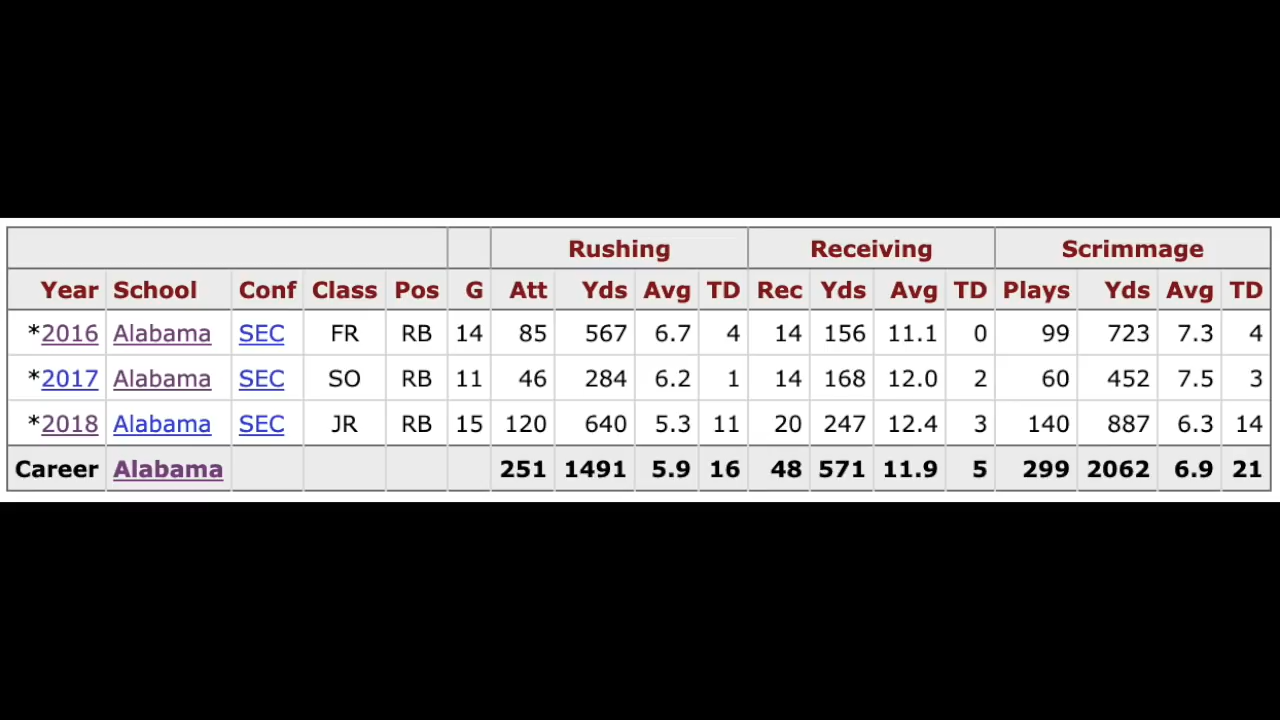 Rushing Receiving Scrimmage
Year School Conf Class Pos G Att Yds Avg TD Rec Yds Avg TD Plays Yds Avg TD
*2016 Alabama SEC FR RB 14 85 567 6.7 4 14 156 11.1 0 99 723 7.3 4
*2017 Alabama SEC SO RB 11 46 284 6.2 1 14 168 12.0 2 60 452 7.5 3
*2018 Alabama SEC JR RB 15 120 640 5.3 11 20 247 12.4 3 140 887 6.3 14
Career Alabama 251 1491 5.9 16 48 571 11.9 5 299 2062 6.9 21